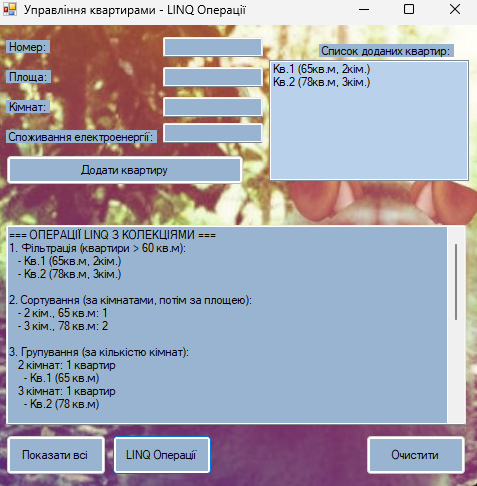 Управління квартирами - LINQ Операції
Номер:
Площа:
Кімнат:
Споживання електроенергії:
Додати квартиру
Список доданих квартир:
Кв.1 (65кв.м, 2кім.)
Кв.2 (78кв.м, 3кім.)
=== ОПЕРАЦІЇ LINQ З КОЛЕКЦІЯМИ ===
1. Фільтрація (квартири > 60 кв.м):
- Кв.1 (65кв.м, 2кім.)
- Кв.2 (78кв.м, 3кім.)
2. Сортування (за кімнатами, потім за площею):
- 2 кім., 65 кв.м: 1
- 3 кім., 78 кв.м: 2
3. Групування (за кількістю кімнат):
2 кімнат: 1 квартир
- Кв.1 (65 кв.м)
3 кімнат: 1 квартир
- Кв.2 (78 кв.м)
Показати всі
LINQ Операції
Очистити